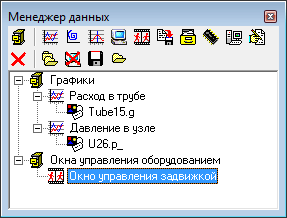 Менеджер данных
Графики
Расход в трубе
Tube15.g
Давление в узле
U26.p_
Окна управления оборудованием
Окно управления задвижкой